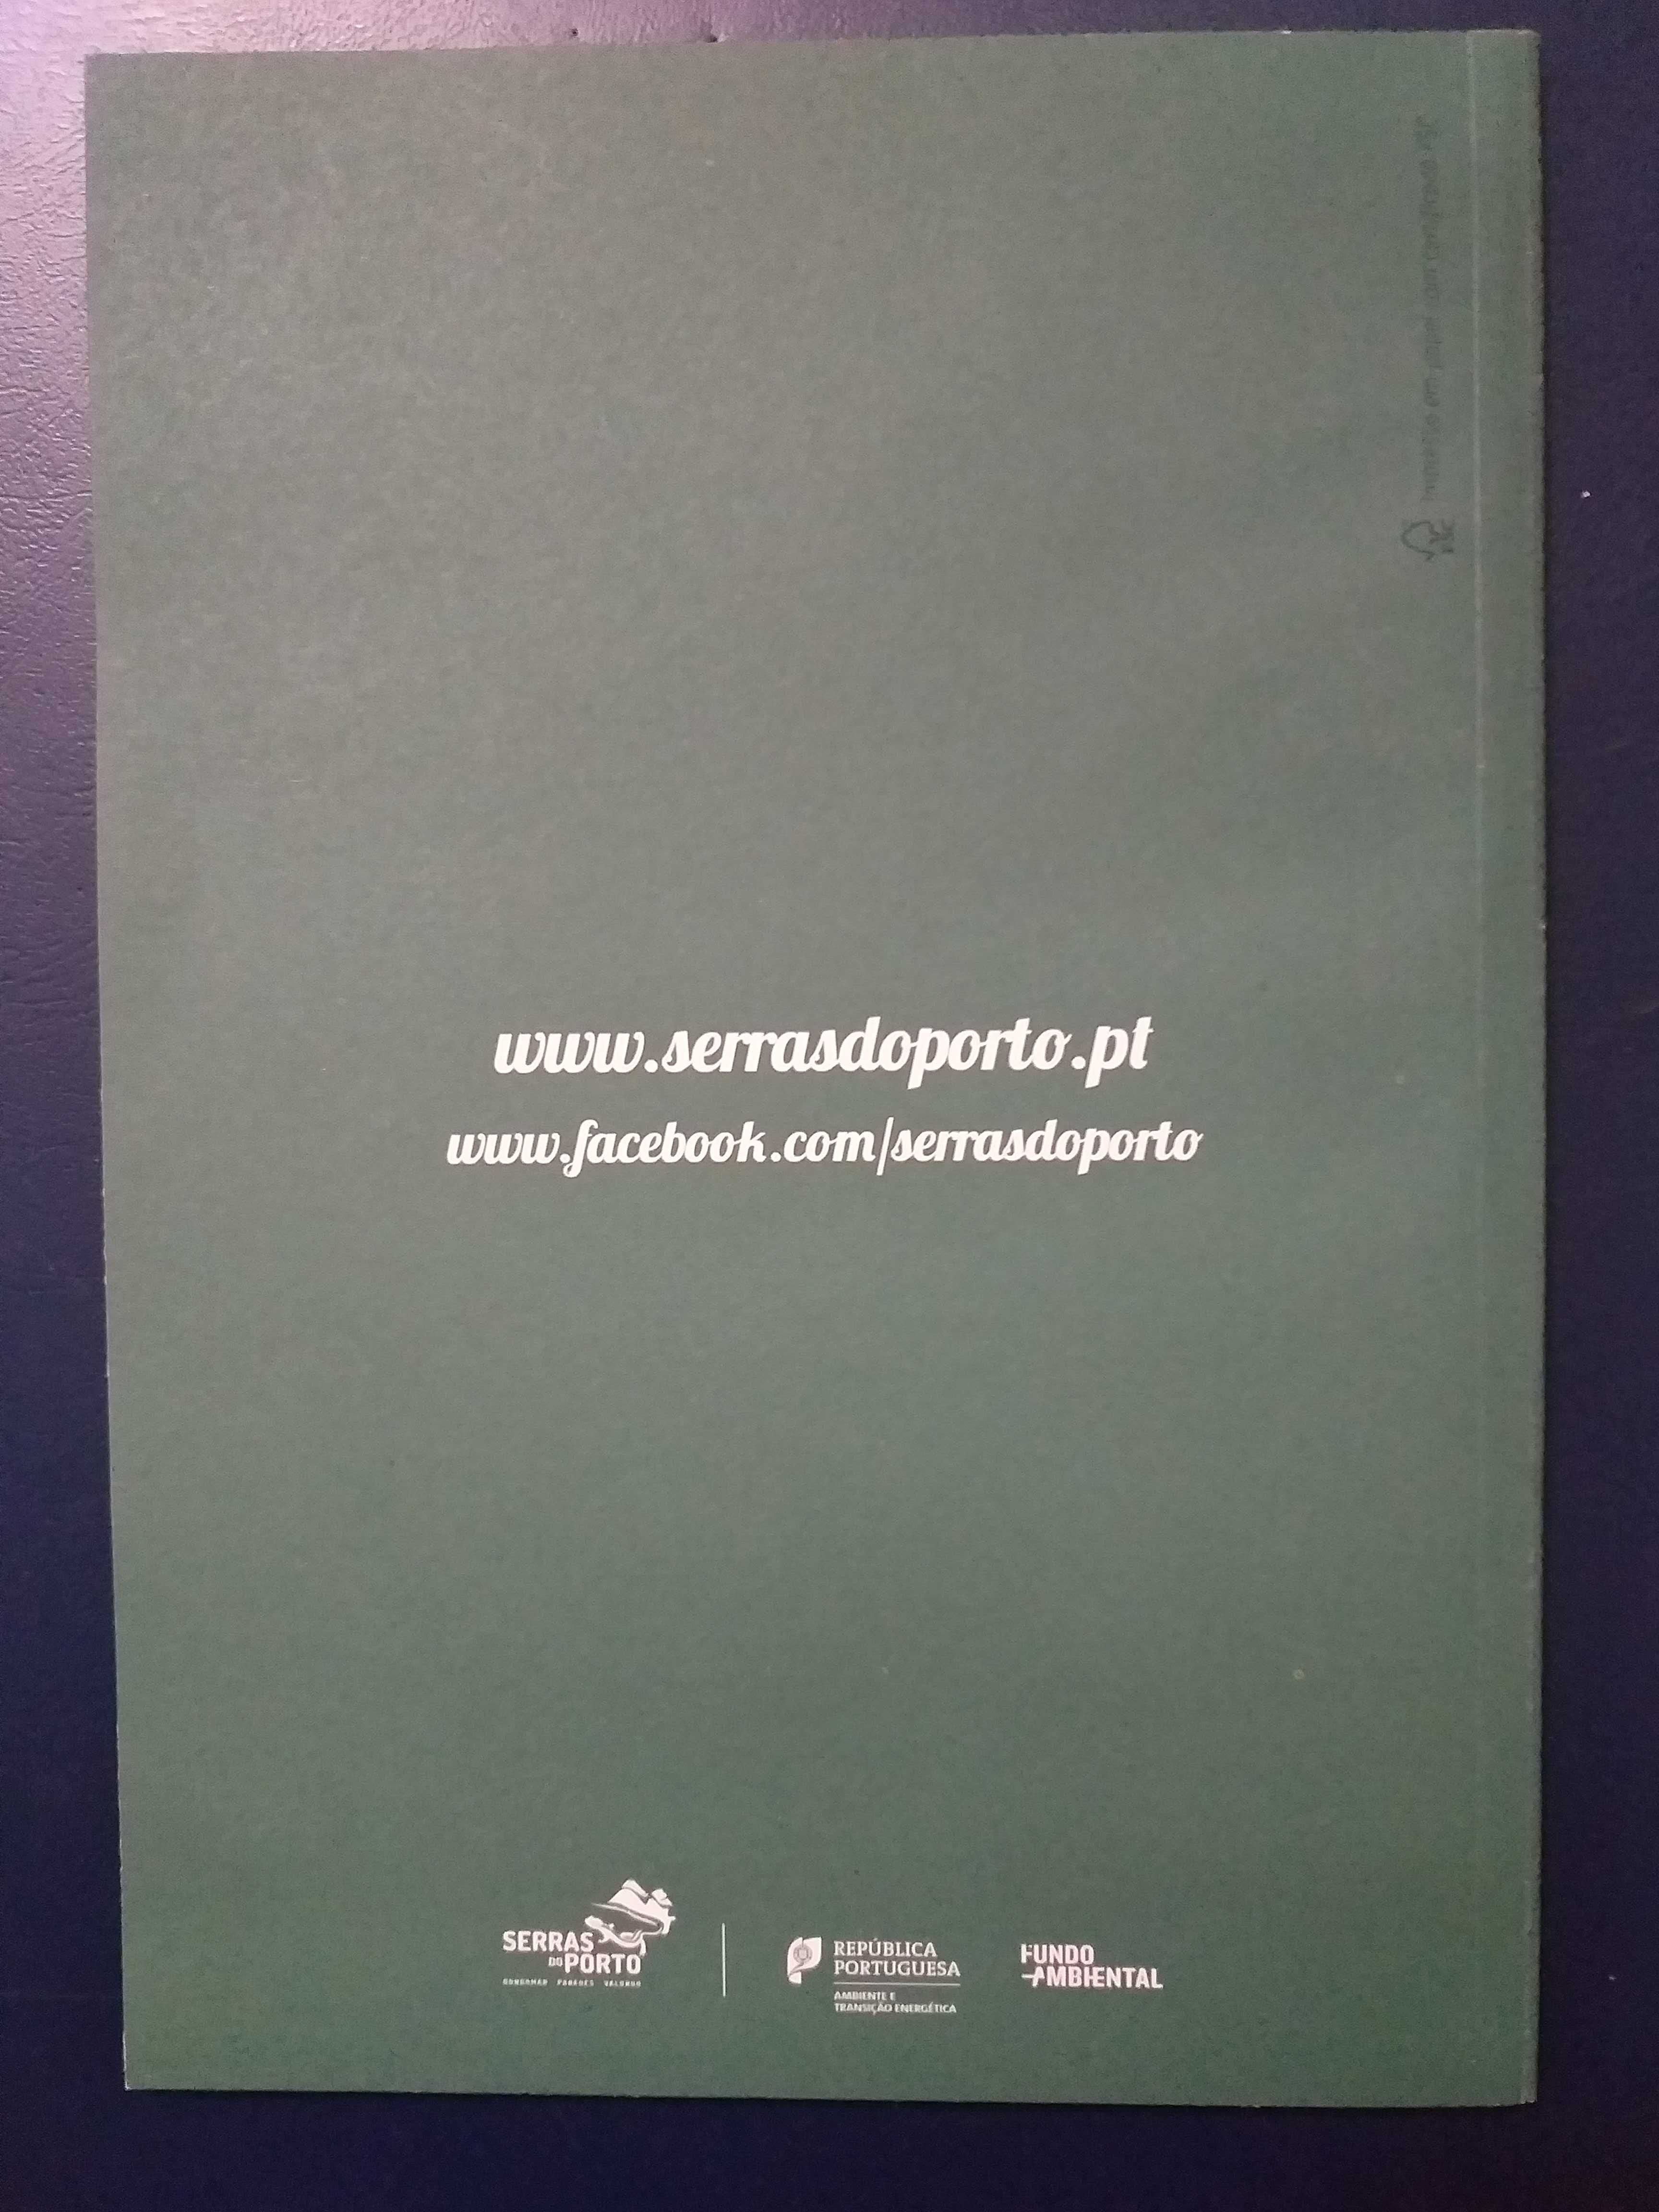 www.serrasdoporto.pt
www.facebook.com/serrasdoporto
SERRAS
DO PORTO
GONDOMAR PAREDES VALONGO
REPÚBLICA
PORTUGUESA
AMBIENTE E
TRANSIÇÃO ENERGÉTICA
FUNDO
AMBIENTAL